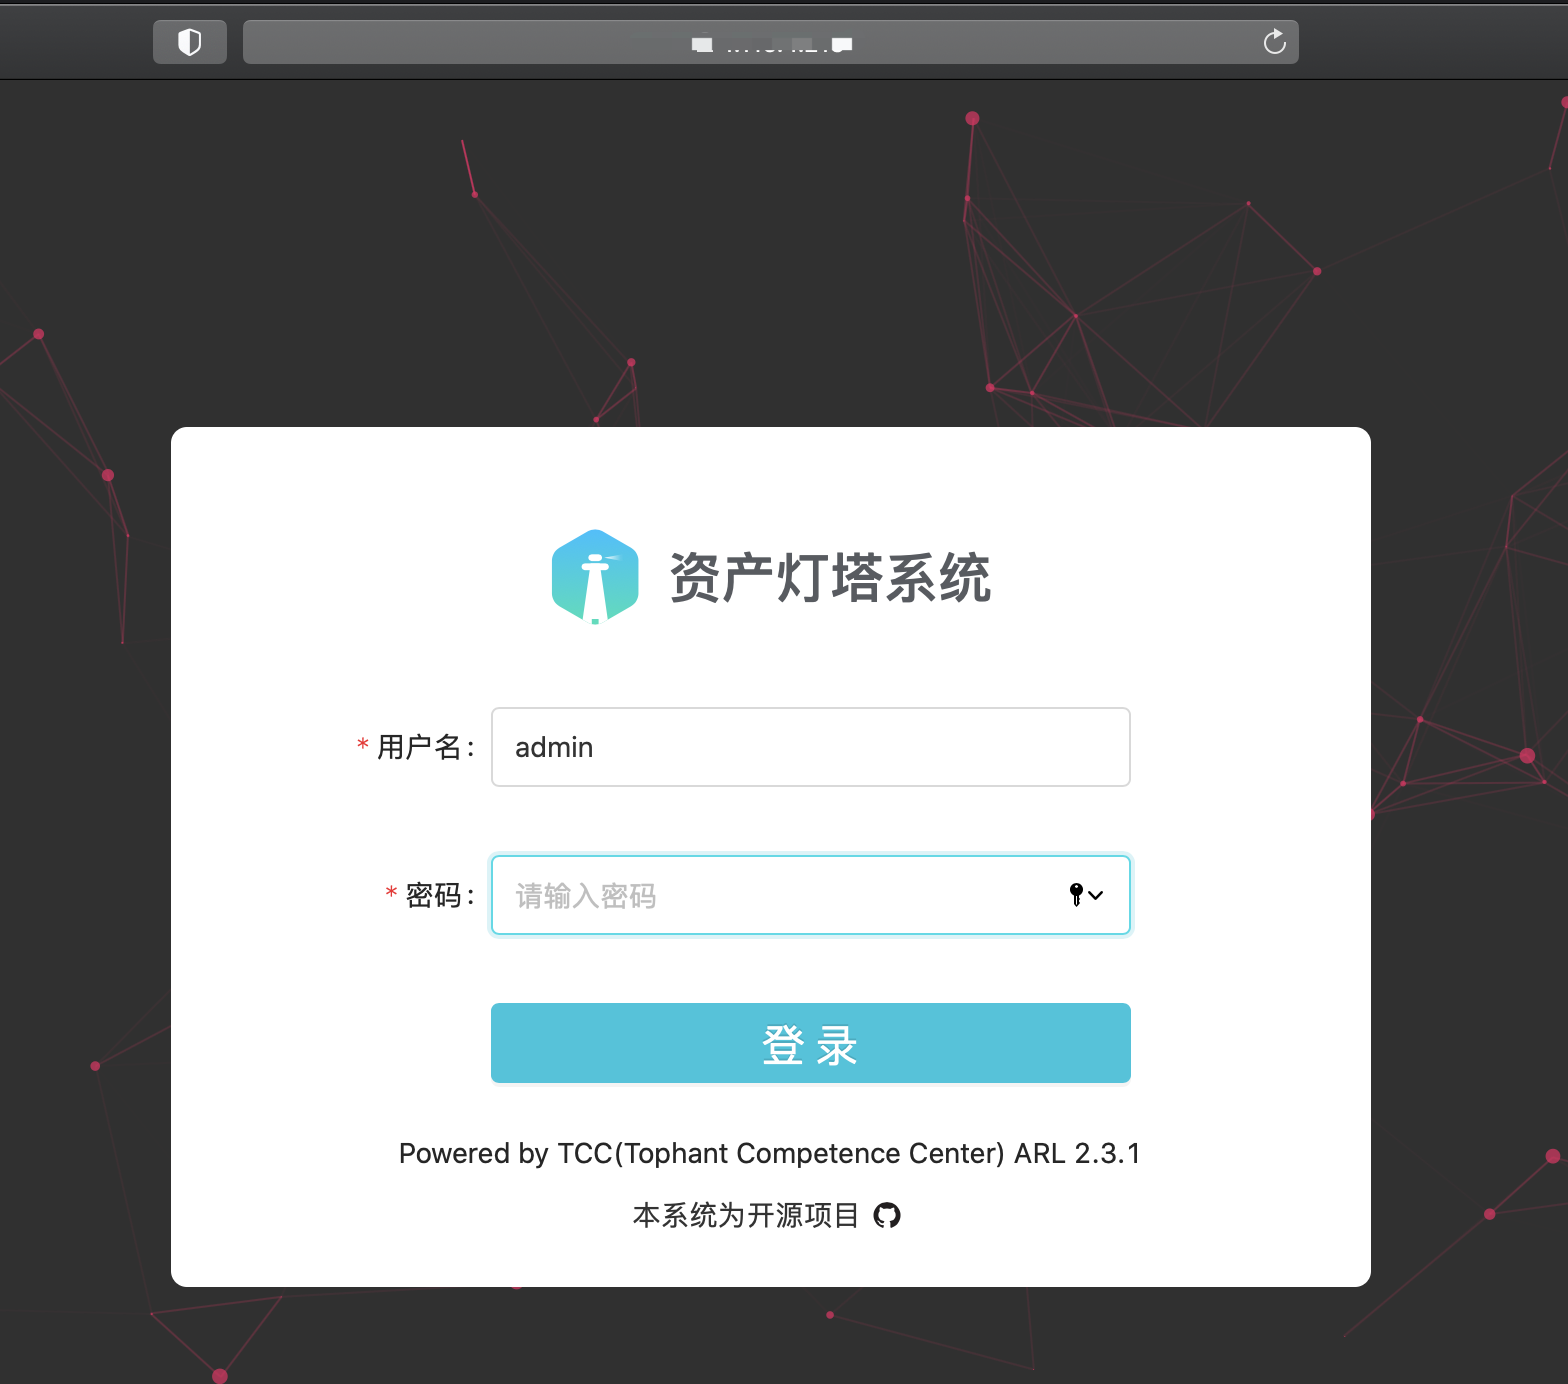 资产灯塔系统
* 用户名:
admin
* 密码:
请输入密码
登 录
Powered by TCC(Tophant Competence Center) ARL 2.3.1
本系统为开源项目